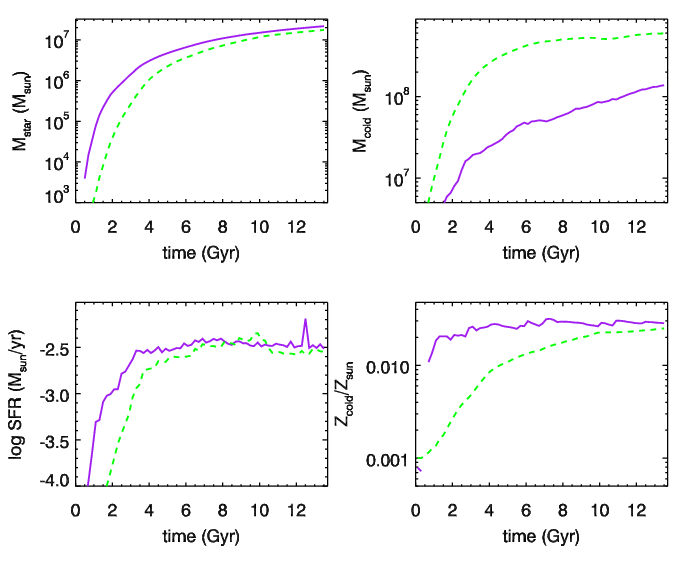 10^7
10^6
10^5
10^4
10^3
M_star (M_sun)
0 2 4 6 8 10 12
time (Gyr)
10^8
10^7
M_cold (M_sun)
0 2 4 6 8 10 12
time (Gyr)
-2.5
-3.0
-3.5
-4.0
log SFR (M_sun/yr)
0 2 4 6 8 10 12
time (Gyr)
0.010
0.001
Z_cold/Z_sun
0 2 4 6 8 10 12
time (Gyr)